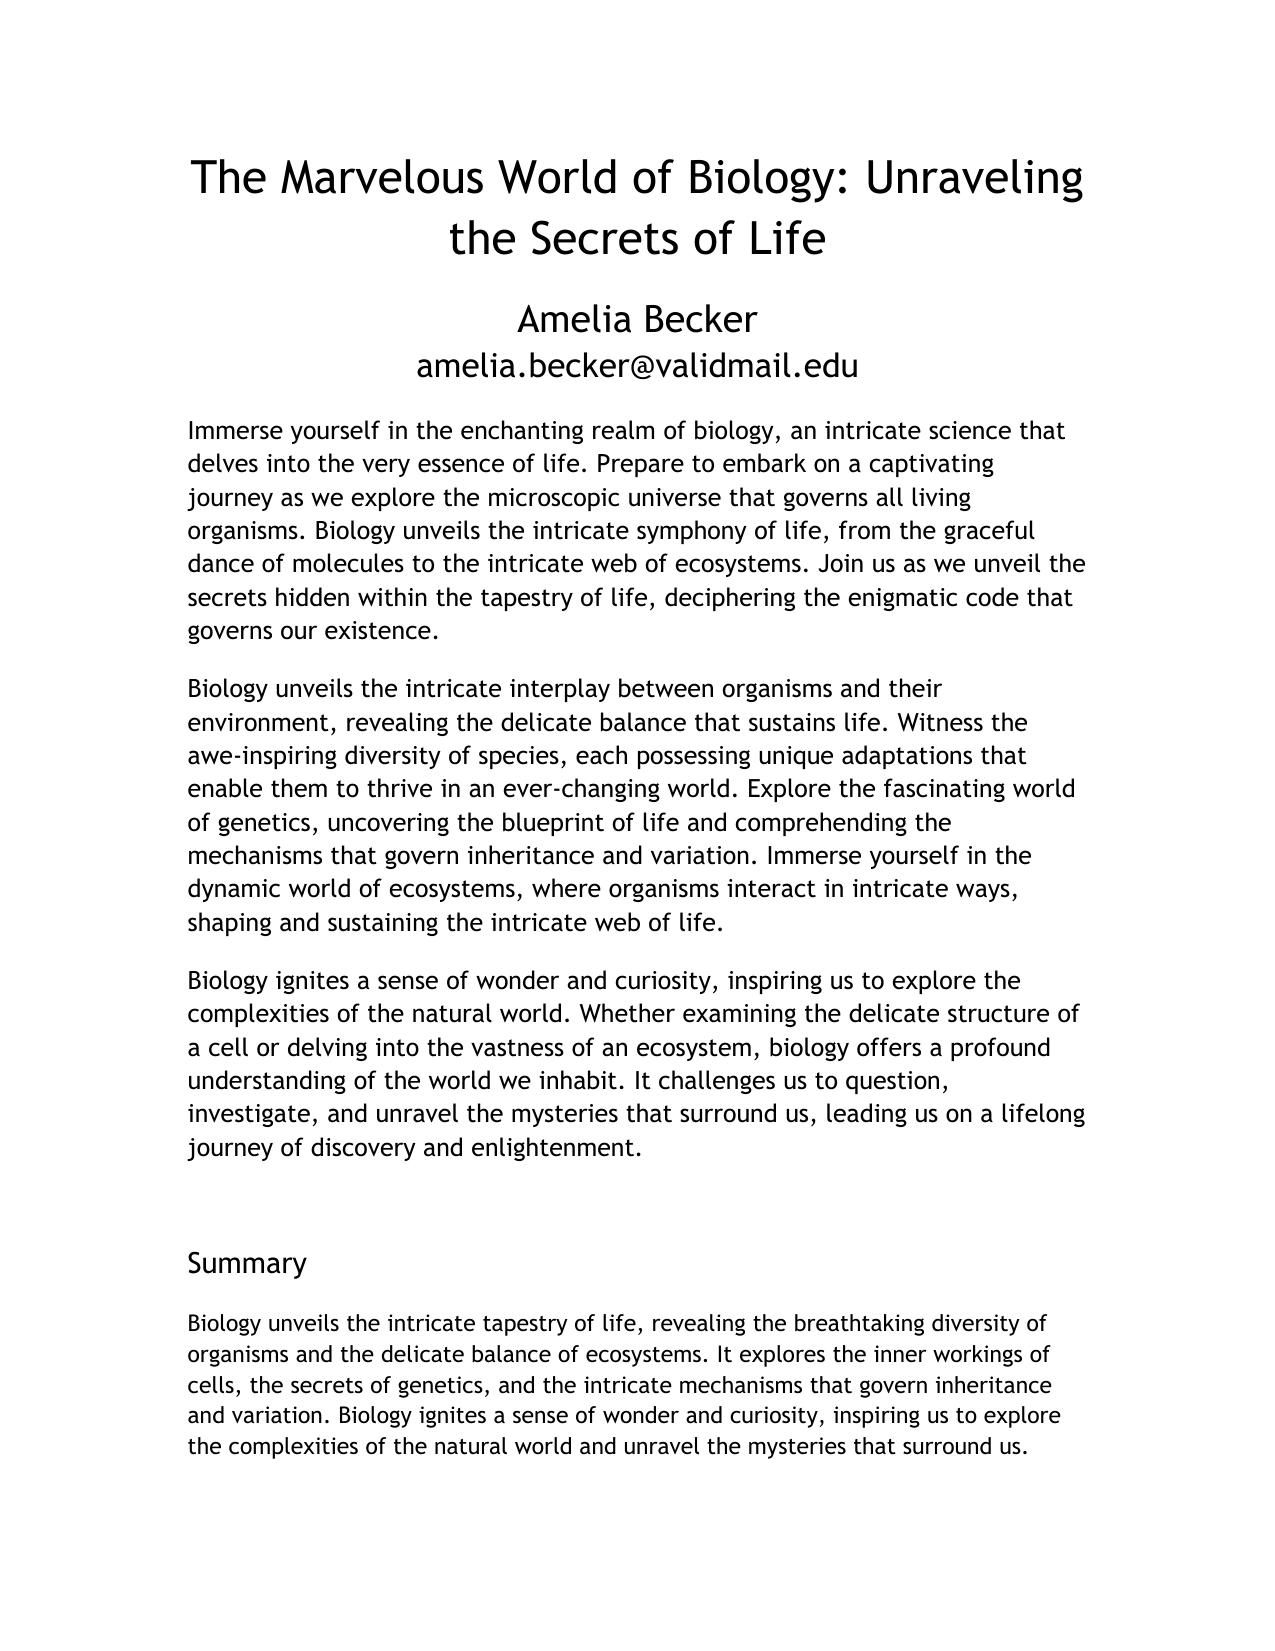 The Marvelous World of Biology: Unraveling
the Secrets of Life
Amelia Becker
amelia.becker@validmail.edu
Immerse yourself in the enchanting realm of biology, an intricate science that
delves into the very essence of life. Prepare to embark on a captivating
journey as we explore the microscopic universe that governs all living
organisms. Biology unveils the intricate symphony of life, from the graceful
dance of molecules to the intricate web of ecosystems. Join us as we unveil the
secrets hidden within the tapestry of life, deciphering the enigmatic code that
governs our existence.
Biology unveils the intricate interplay between organisms and their
environment, revealing the delicate balance that sustains life. Witness the
awe-inspiring diversity of species, each possessing unique adaptations that
enable them to thrive in an ever-changing world. Explore the fascinating world
of genetics, uncovering the blueprint of life and comprehending the
mechanisms that govern inheritance and variation. Immerse yourself in the
dynamic world of ecosystems, where organisms interact in intricate ways,
shaping and sustaining the intricate web of life.
Biology ignites a sense of wonder and curiosity, inspiring us to explore the
complexities of the natural world. Whether examining the delicate structure of
a cell or delving into the vastness of an ecosystem, biology offers a profound
understanding of the world we inhabit. It challenges us to question,
investigate, and unravel the mysteries that surround us, leading us on a lifelong
journey of discovery and enlightenment.
Summary
Biology unveils the intricate tapestry of life, revealing the breathtaking diversity of
organisms and the delicate balance of ecosystems. It explores the inner workings of
cells, the secrets of genetics, and the intricate mechanisms that govern inheritance
and variation. Biology ignites a sense of wonder and curiosity, inspiring us to explore
the complexities of the natural world and unravel the mysteries that surround us.